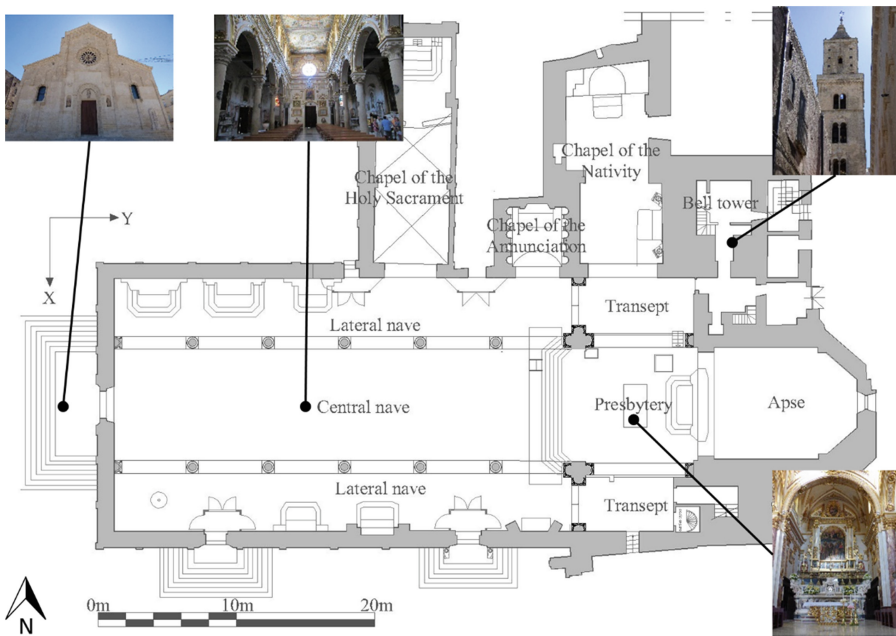 Chapel of the
Holy Sacrament
Chapel of the
Nativity
Chapel of the
Annunciation
Bell tower
Y
X
Transept
Lateral nave
Central nave
Presbytery
Apse
Lateral nave
Transept
N
0m
10m
20m